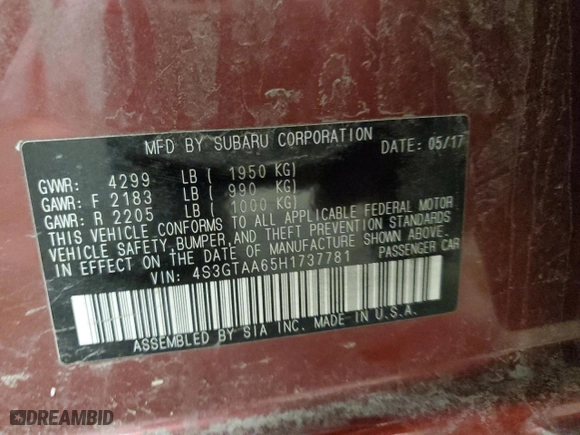 MFD BY SUBARU CORPORATION DATE: 05/17
GVWR: 4299 LB ( 1950 KG)
GAWR: F 2183 LB ( 990 KG)
GAWR: R 2205 LB ( 1000 KG)
THIS VEHICLE CONFORMS TO ALL APPLICABLE FEDERAL MOTOR
VEHICLE SAFETY, BUMPER, AND THEFT PREVENTION STANDARDS
IN EFFECT ON THE DATE OF MANUFACTURE SHOWN ABOVE.
VIN: 4S3GTAA65H1737781 PASSENGER CAR
ASSEMBLED BY SIA INC. MADE IN U.S.A.
DREAMBID